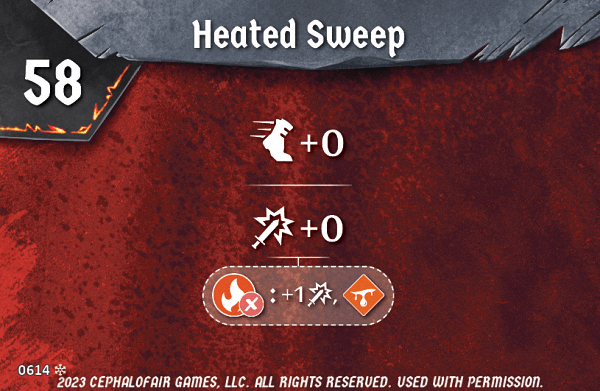 Heated Sweep
58
+0
+0
: +1 ,
0614
2023 CEPHALOFAIR GAMES, LLC. ALL RIGHTS RESERVED. USED WITH PERMISSION.